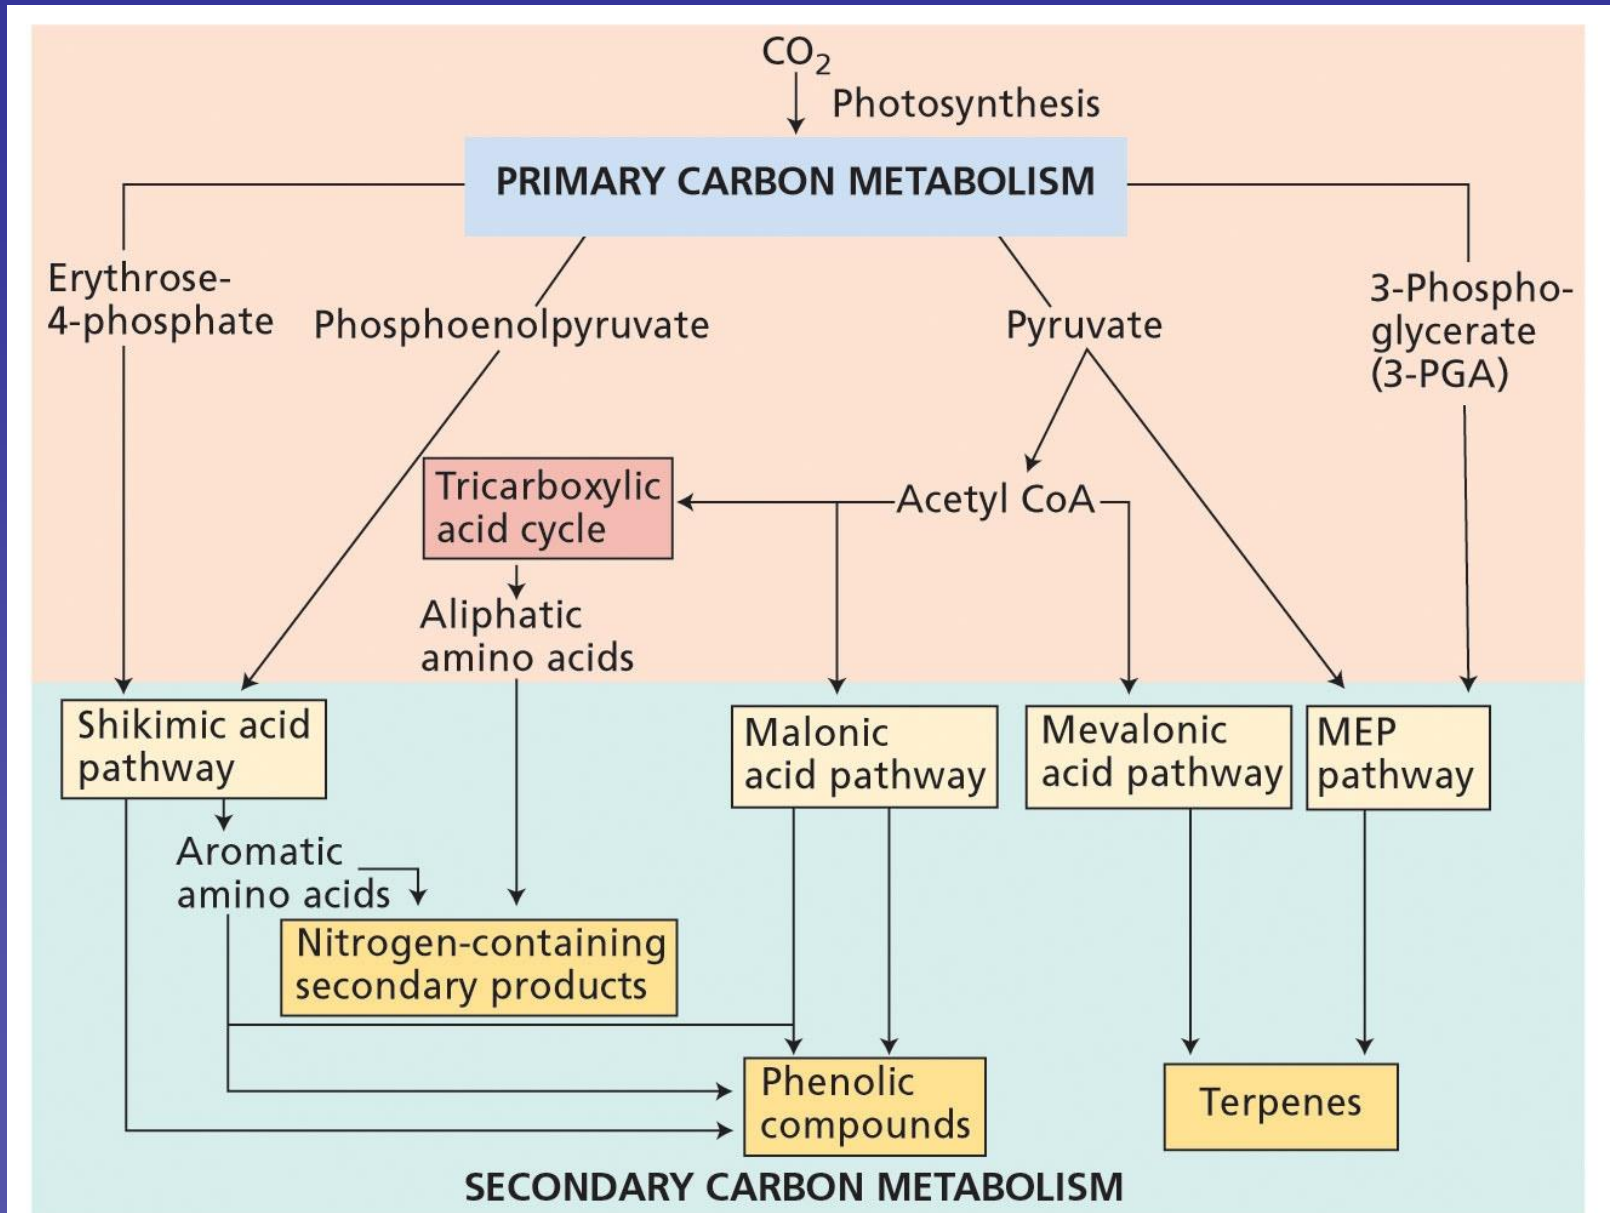 CO2
Photosynthesis
PRIMARY CARBON METABOLISM
Erythrose-
4-phosphate
Phosphoenolpyruvate
Pyruvate
3-Phospho-
glycerate
(3-PGA)
Tricarboxylic
acid cycle
Acetyl CoA
Aliphatic
amino acids
Shikimic acid
pathway
Malonic
acid pathway
Mevalonic
acid pathway
MEP
pathway
Aromatic
amino acids
Nitrogen-containing
secondary products
Phenolic
compounds
Terpenes
SECONDARY CARBON METABOLISM